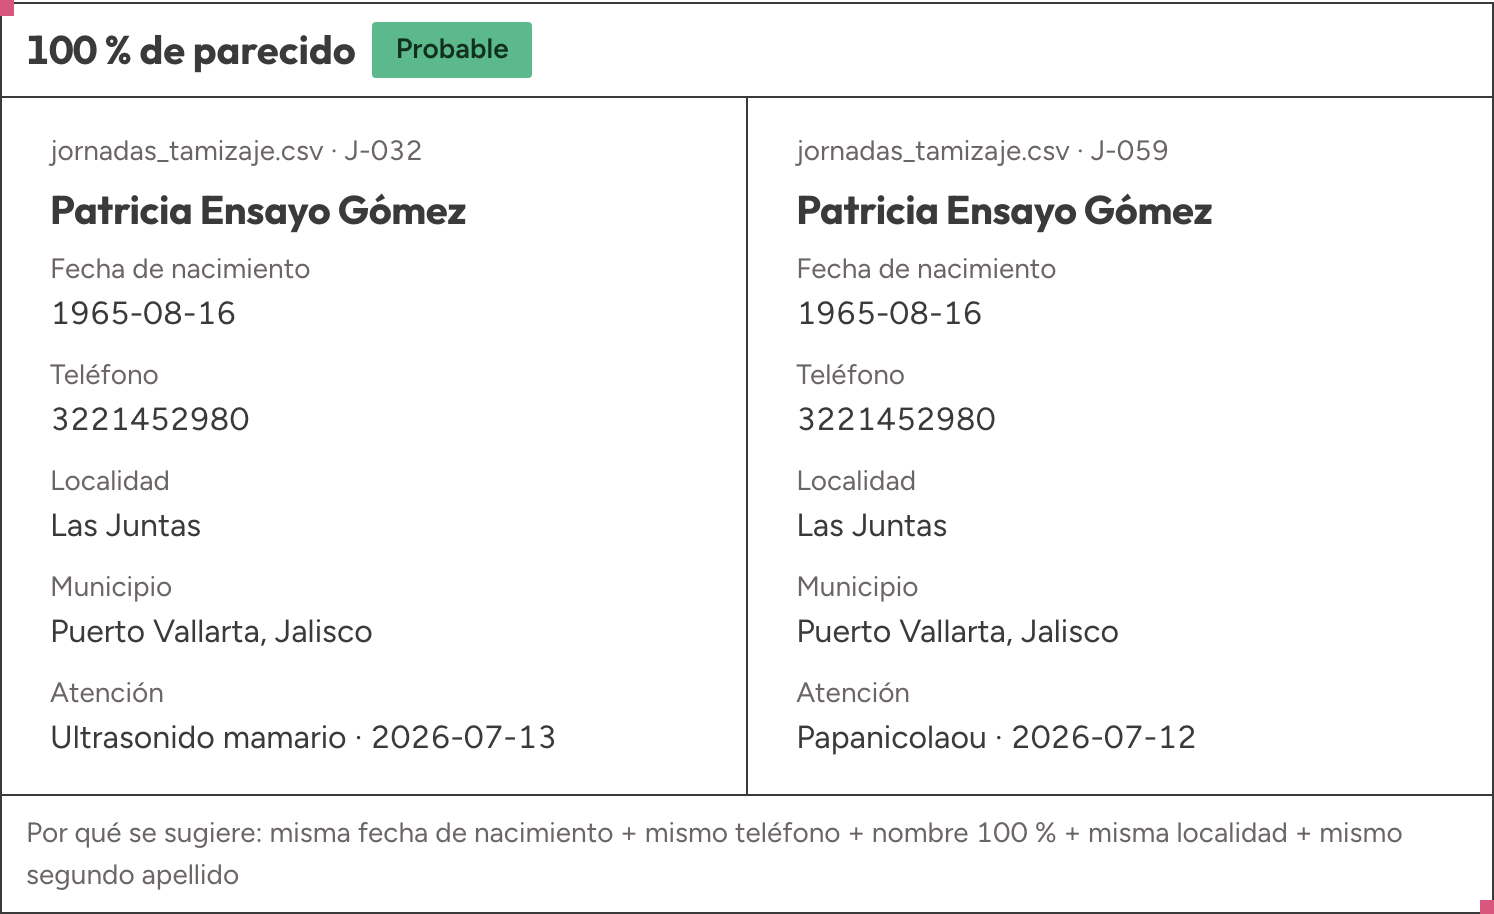 100 % de parecido Probable
jornadas_tamizaje.csv · J-032
Patricia Ensayo Gómez
Fecha de nacimiento
1965-08-16
Teléfono
3221452980
Localidad
Las Juntas
Municipio
Puerto Vallarta, Jalisco
Atención
Ultrasonido mamario · 2026-07-13
jornadas_tamizaje.csv · J-059
Patricia Ensayo Gómez
Fecha de nacimiento
1965-08-16
Teléfono
3221452980
Localidad
Las Juntas
Municipio
Puerto Vallarta, Jalisco
Atención
Papanicolaou · 2026-07-12
Por qué se sugiere: misma fecha de nacimiento + mismo teléfono + nombre 100 % + misma localidad + mismo
segundo apellido